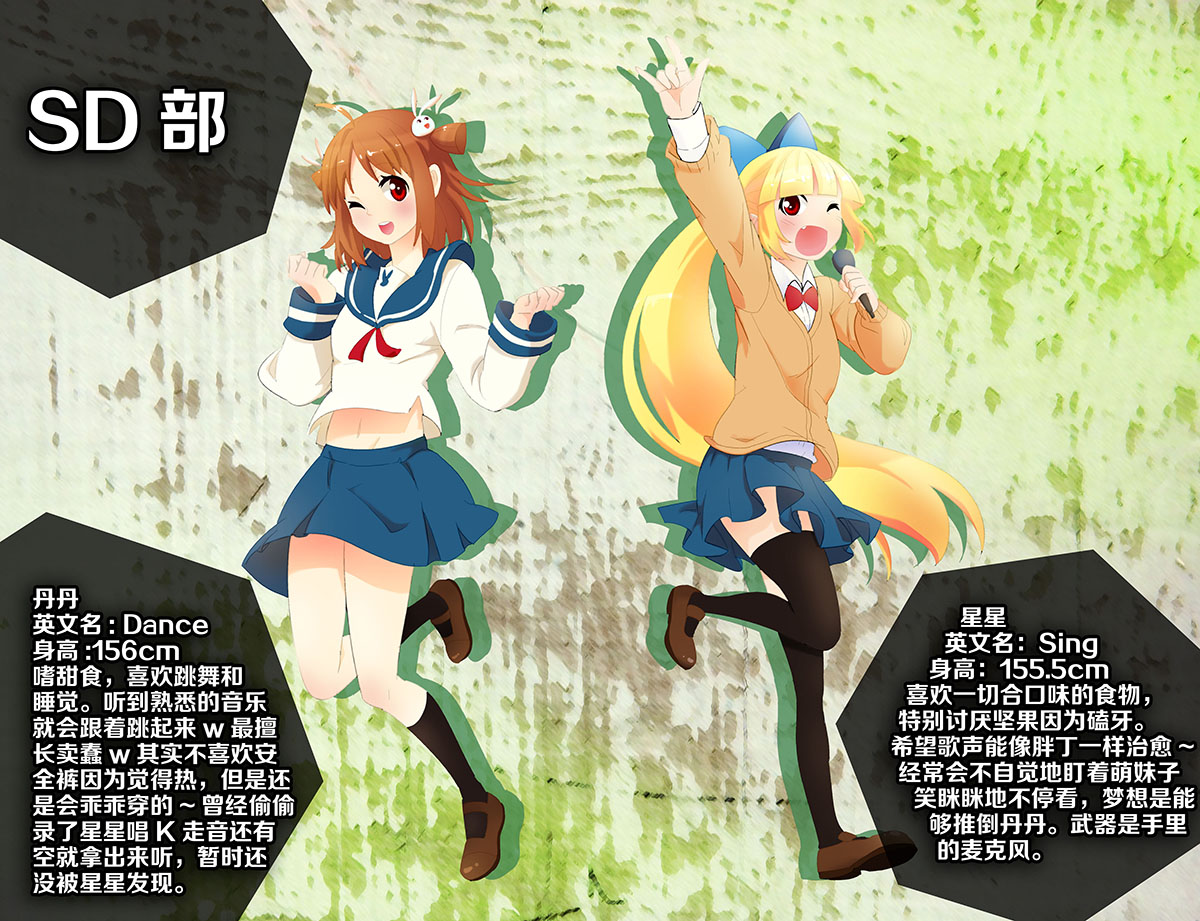 SD 部
丹丹
英文名 : Dance
身高 :156cm
嗜甜食，喜欢跳舞和
睡觉。听到熟悉的音乐
就会跟着跳起来 w 最擅
长卖蠢 w 其实不喜欢安
全裤因为觉得热，但是还
是会乖乖穿的 ~ 曾经偷偷
录了星星唱 K 走音还有
空就拿出来听，暂时还
没被星星发现。
星星
英文名：Sing
身高：155.5cm
喜欢一切合口味的食物，
特别讨厌坚果因为磕牙。
希望歌声能像胖丁一样治愈 ~
经常会不自觉地盯着萌妹子
笑眯眯地不停看，梦想是能
够推倒丹丹。武器是手里
的麦克风。